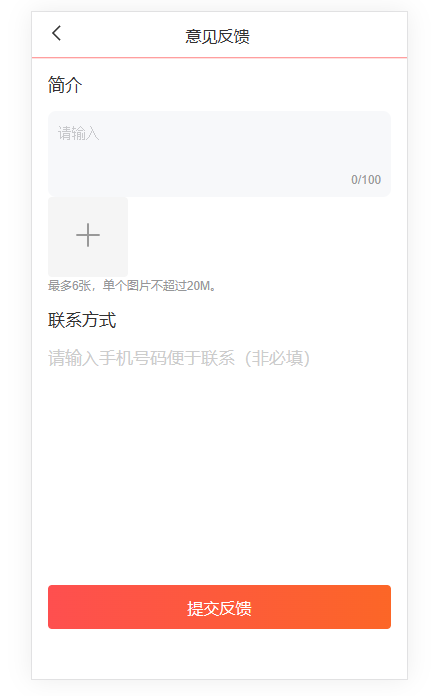 意见反馈
简介
请输入
0/100
最多6张，单个图片不超过20M。
联系方式
请输入手机号码便于联系（非必填）
提交反馈